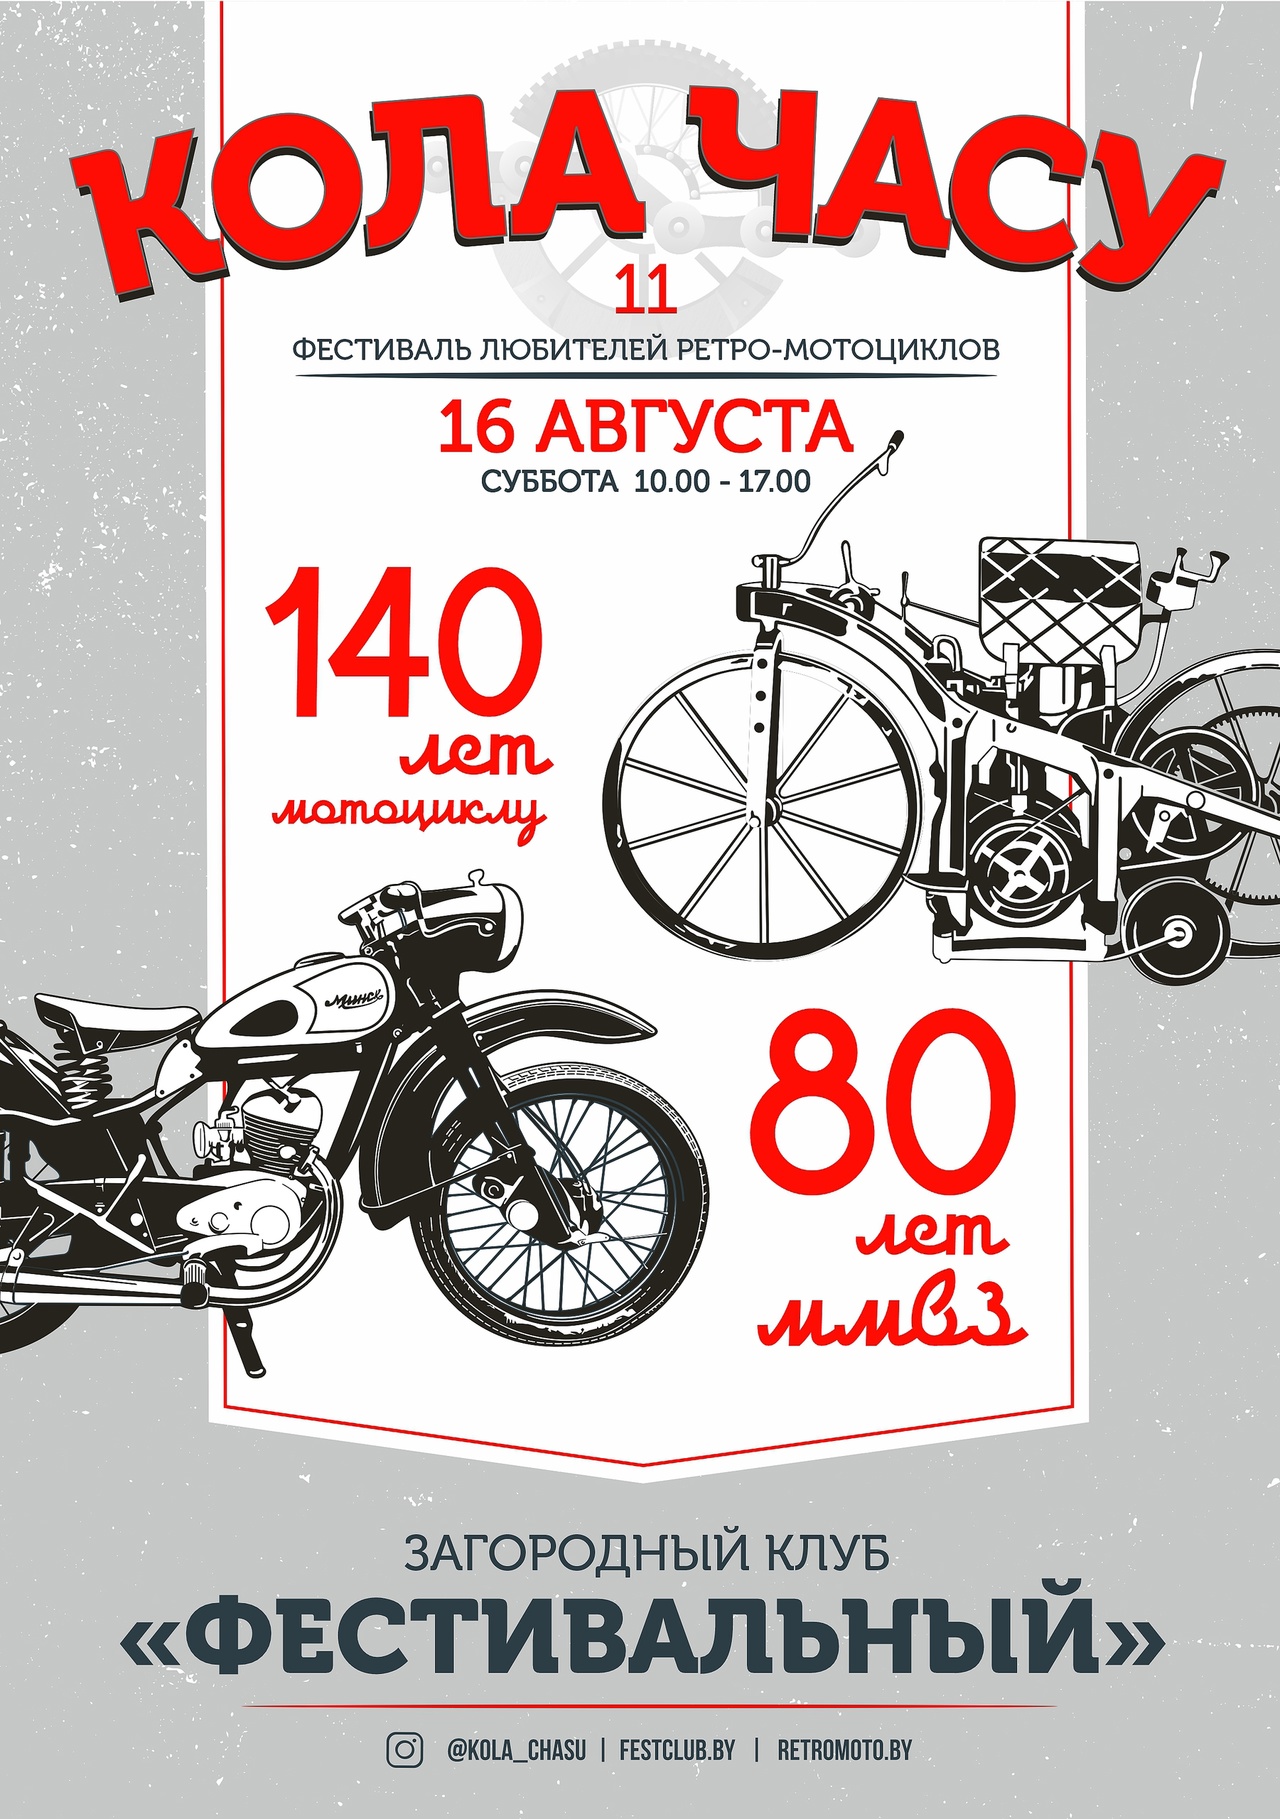 КОЛА ЧАСУ
11
ФЕСТИВАЛЬ ЛЮБИТЕЛЕЙ РЕТРО-МОТОЦИКЛОВ
16 АВГУСТА
СУББОТА 10.00 - 17.00
140
лет
мотоциклу
Минск
80
лет
ммвз
ЗАГОРОДНЫЙ КЛУБ
«ФЕСТИВАЛЬНЫЙ»
@KOLA_CHASU | FESTCLUB.BY | RETROMOTO.BY